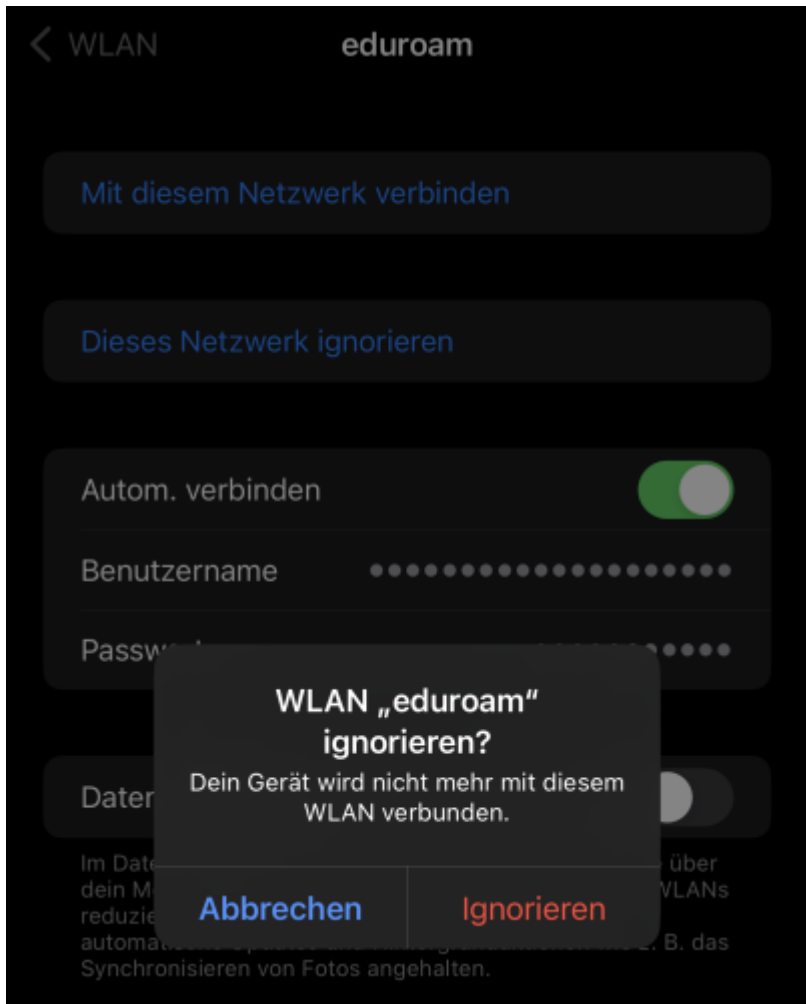 WLAN
eduroam
Mit diesem Netzwerk verbinden
Dieses Netzwerk ignorieren
Autom. verbinden
Benutzername
WLAN „eduroam“
ignorieren?
Dein Gerät wird nicht mehr mit diesem
WLAN verbunden.
Abbrechen
Ignorieren
Im über
dein WLANs
B. das
Synchronisieren von Fotos angehalten.